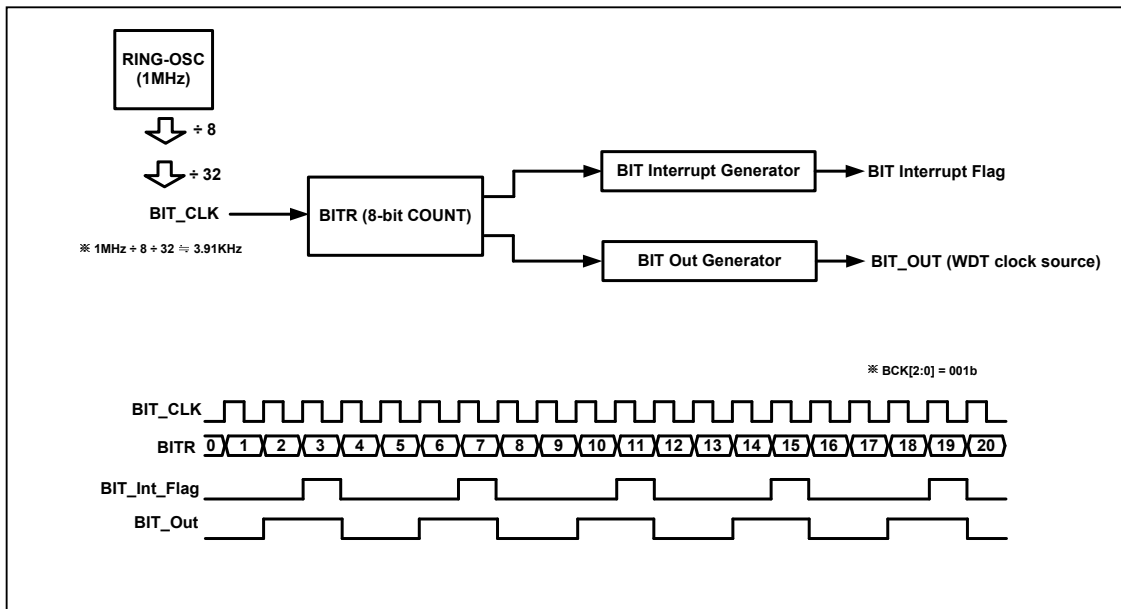 RING-OSC
(1MHz)
÷ 8
÷ 32
BIT_CLK
※ 1MHz ÷ 8 ÷ 32 ≒ 3.91KHz
BITR (8-bit COUNT)
BIT Interrupt Generator
BIT Interrupt Flag
BIT Out Generator
BIT_OUT (WDT clock source)
※ BCK[2:0] = 001b
BIT_CLK
BITR 0 1 2 3 4 5 6 7 8 9 10 11 12 13 14 15 16 17 18 19 20
BIT_Int_Flag
BIT_Out